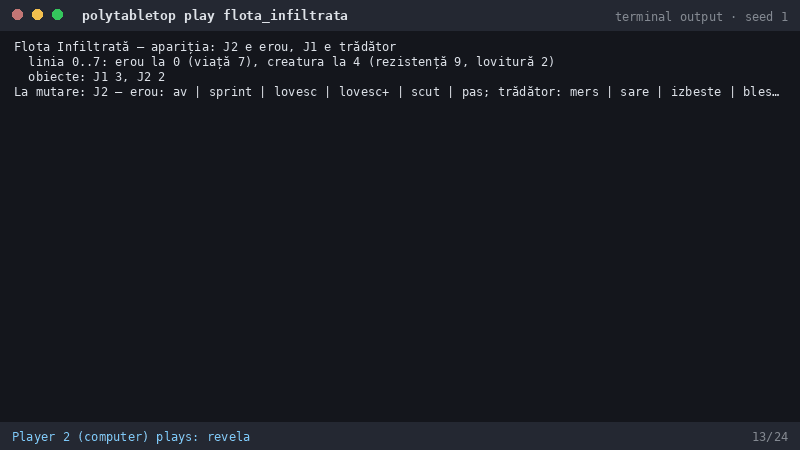 polytabletop play flota_infiltrata
terminal output · seed 1
Flota Infiltrată — apariția: J2 e erou, J1 e trădător
linia 0..7: erou la 0 (viață 7), creatura la 4 (rezistență 9, lovitură 2)
obiecte: J1 3, J2 2
La mutare: J2 — erou: av | sprint | lovesc | lovesc+ | scut | pas; trădător: mers | sare | izbeste | bles…
Player 2 (computer) plays: revela
13/24